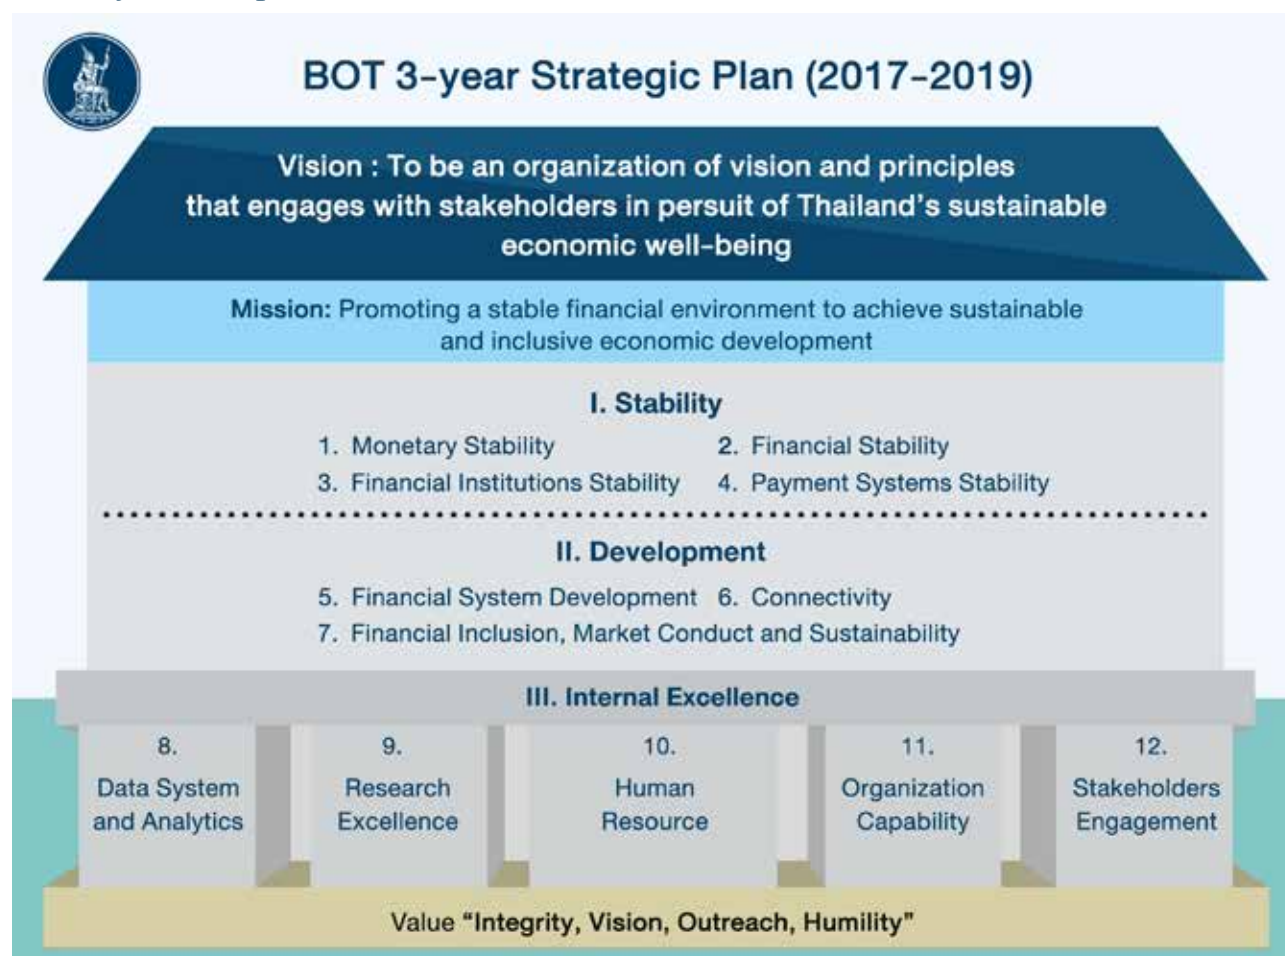 BOT 3-year Strategic Plan (2017-2019)
Vision : To be an organization of vision and principles
that engages with stakeholders in persuit of Thailand's sustainable
economic well-being
Mission: Promoting a stable financial environment to achieve sustainable
and inclusive economic development
I. Stability
1. Monetary Stability 2. Financial Stability
3. Financial Institutions Stability 4. Payment Systems Stability
II. Development
5. Financial System Development 6. Connectivity
7. Financial Inclusion, Market Conduct and Sustainability
III. Internal Excellence
8.
Data System
and Analytics
9.
Research
Excellence
10.
Human
Resource
11.
Organization
Capability
12.
Stakeholders
Engagement
Value “Integrity, Vision, Outreach, Humility”